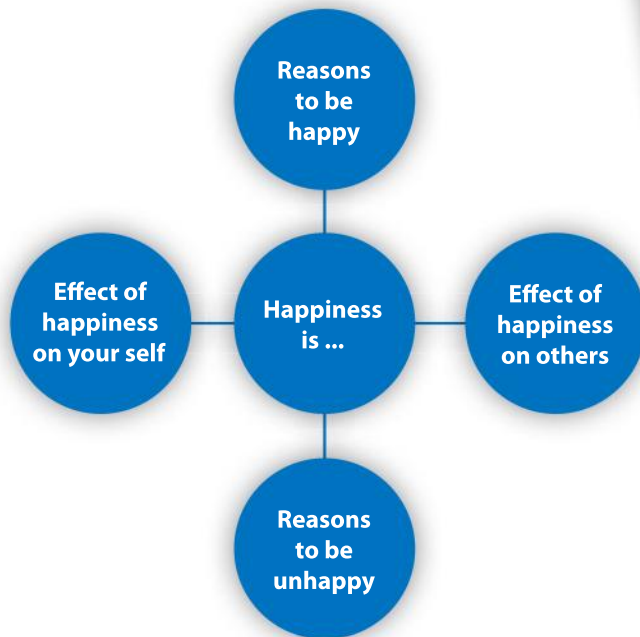 Reasons
to be
happy
Effect of
happiness
on your self
Happiness
is ...
Effect of
happiness
on others
Reasons
to be
unhappy